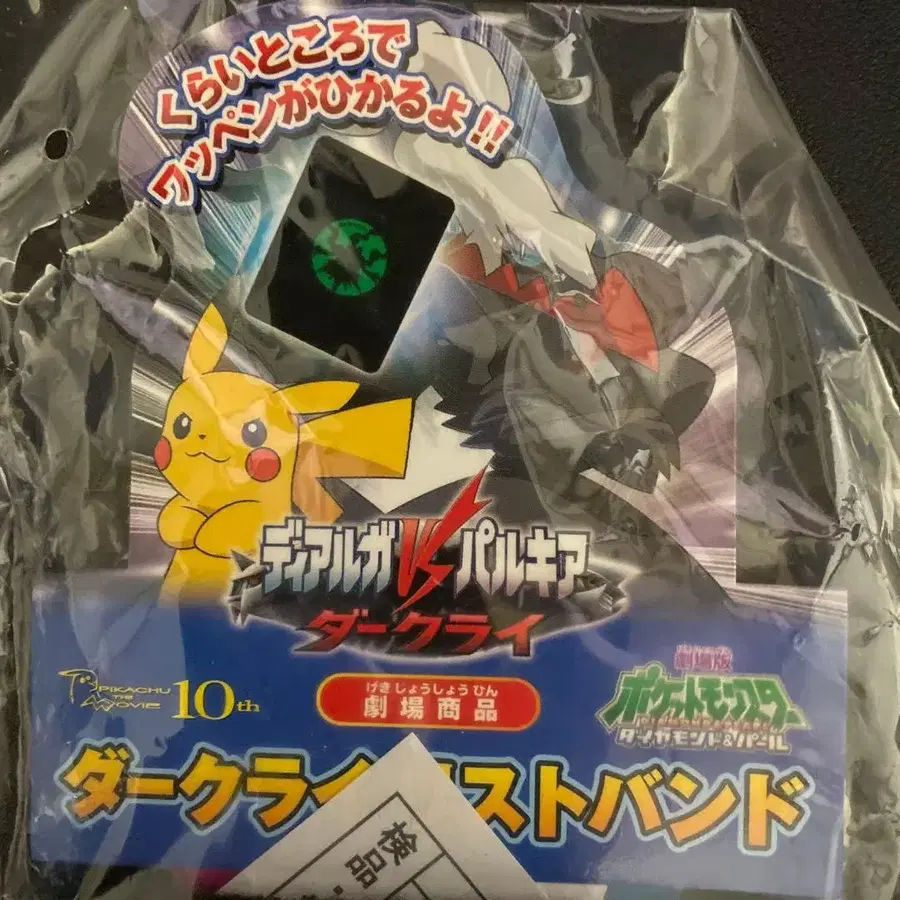 くらいところで
ワッペンがひかるよ!!
ディアルガVSパルキア
ダークライ
PIKACHU THE MOVIE 10th
げきじょうしょうひん
劇場商品
劇場版
ポケットモンスター
ダイヤモンド&パール
ダークライ ストバンド
検品